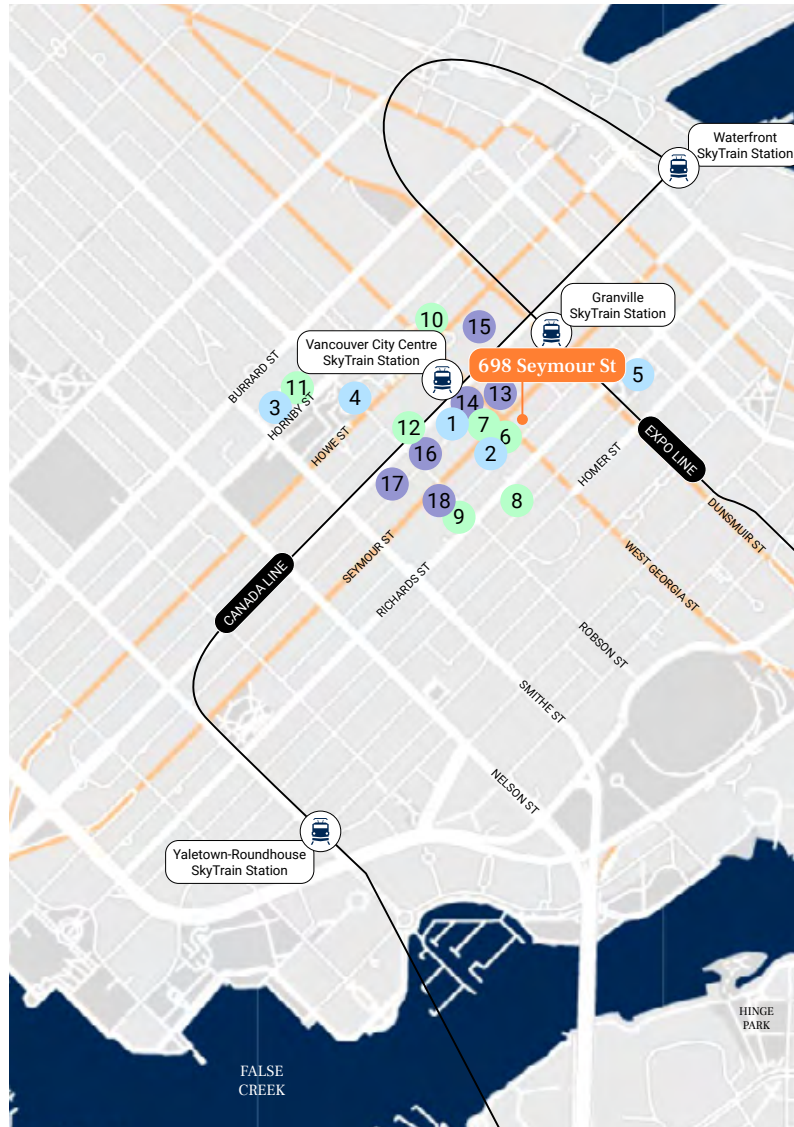 Waterfront
SkyTrain Station
Granville
SkyTrain Station
10
15
Vancouver City Centre
SkyTrain Station
698 Seymour St
BURRARD ST
5
11
3
HORNBY ST
4
14
13
HOWE ST
12
1
7
6
EXPO LINE
16
2
HOMER ST
17
18
9
8
DUNSMUIR ST
SEYMOUR ST
RICHARDS ST
WEST GEORGIA ST
CANADA LINE
ROBSON ST
SMITHE ST
NELSON ST
Yaletown-Roundhouse
SkyTrain Station
HINGE
PARK
FALSE
CREEK